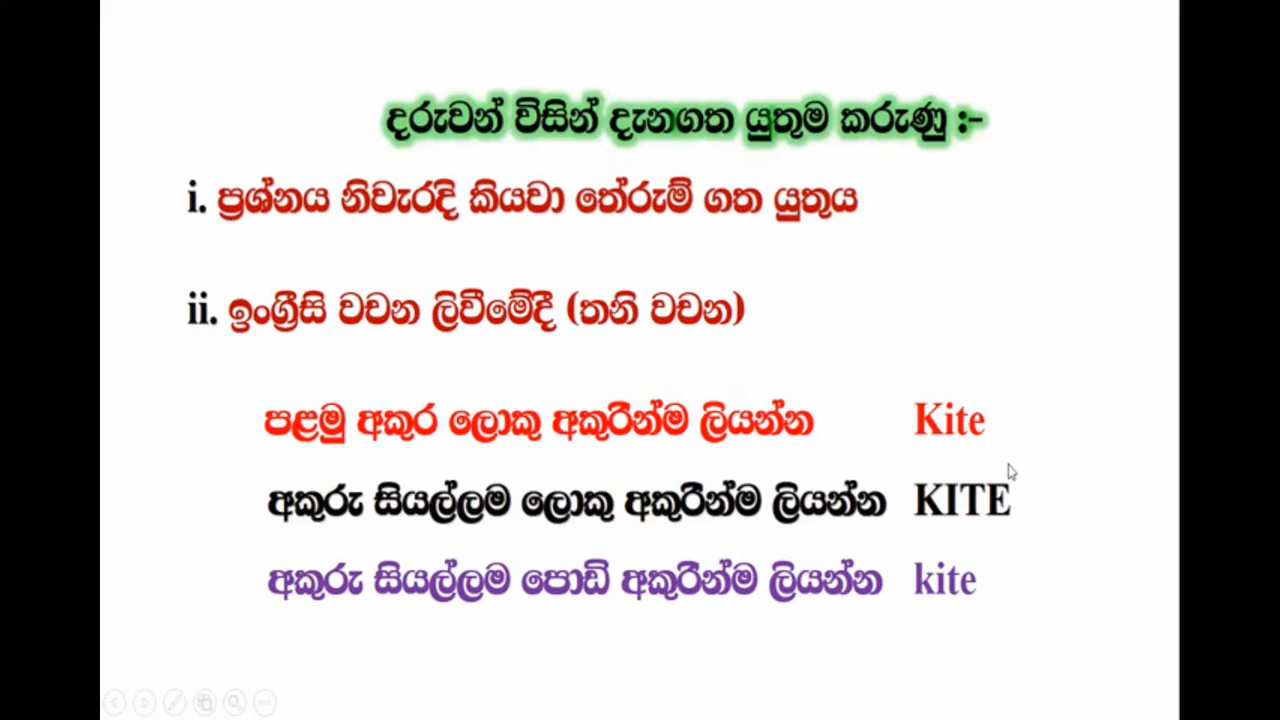 දරුවන් විසින් දැනගත යුතුම කරුණු :-
i. ප්‍රශ්නය නිවැරදි කියවා තේරුම් ගත යුතුය
ii. ඉංග්‍රීසි වචන ලිවීමේදී (තනි වචන)
පළමු අකුර ලොකු අකුරින්ම ලියන්න Kite
අකුරු සියල්ලම ලොකු අකුරින්ම ලියන්න KITE
අකුරු සියල්ලම පොඩි අකුරින්ම ලියන්න kite